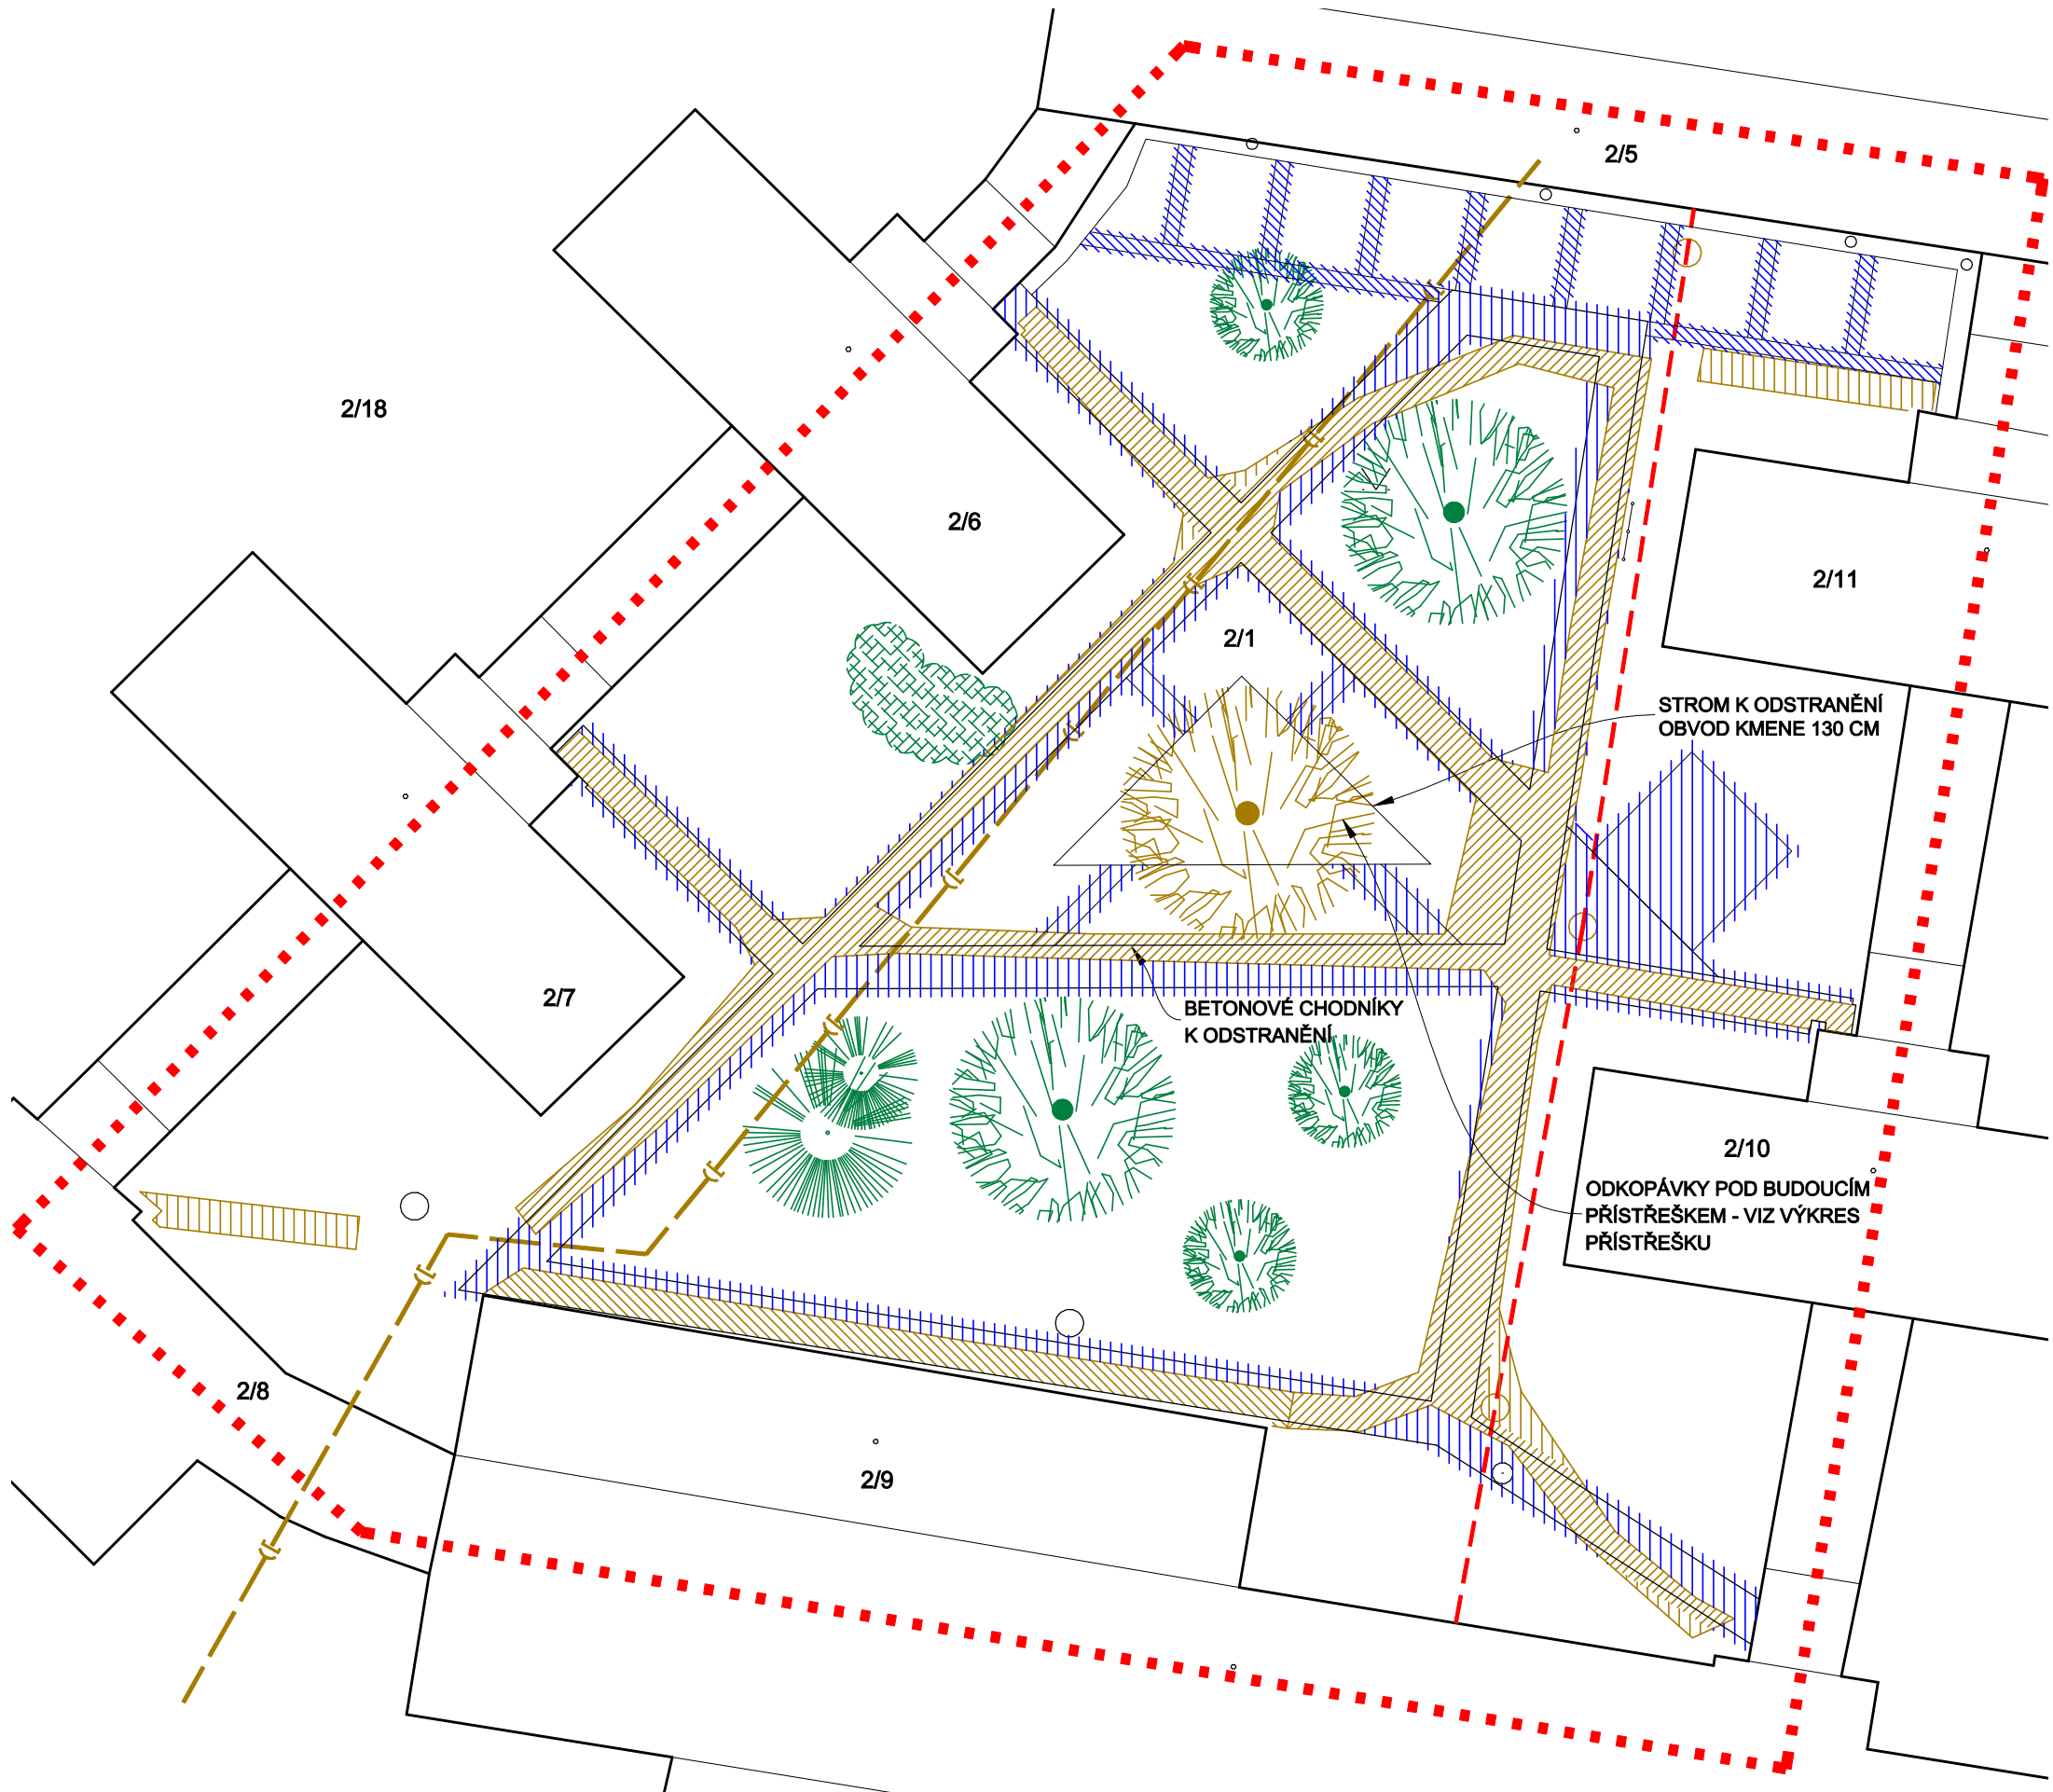 2/5
2/18
2/6
2/11
2/1
STROM K ODSTRANĚNÍ
OBVOD KMENE 130 CM
2/7
BETONOVÉ CHODNÍKY
K ODSTRANĚNÍ
2/10
ODKOPÁVKY POD BUDOUCÍM
PŘÍSTŘEŠKEM - VIZ VÝKRES
PŘÍSTŘEŠKU
2/8
2/9